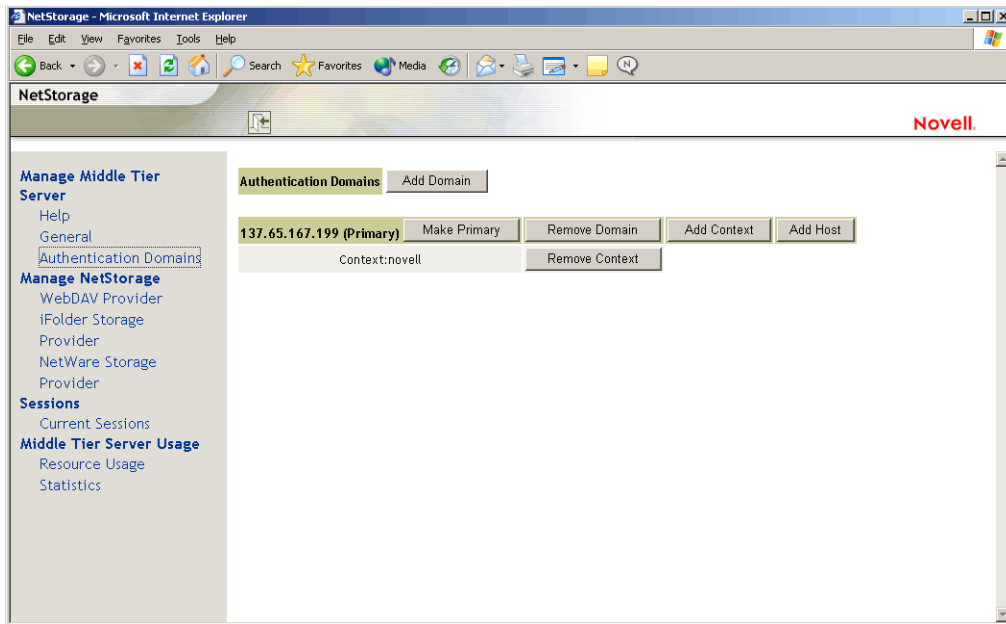 NetStorage - Microsoft Internet Explorer
File Edit View Favorites Tools Help
Back Search Favorites Media
NetStorage
Novell.
Manage Middle Tier
Server
Help
General
Authentication Domains
Manage NetStorage
WebDAV Provider
iFolder Storage
Provider
NetWare Storage
Provider
Sessions
Current Sessions
Middle Tier Server Usage
Resource Usage
Statistics
Authentication Domains Add Domain
137.65.167.199 (Primary) Make Primary Remove Domain Add Context Add Host
Context:novell Remove Context